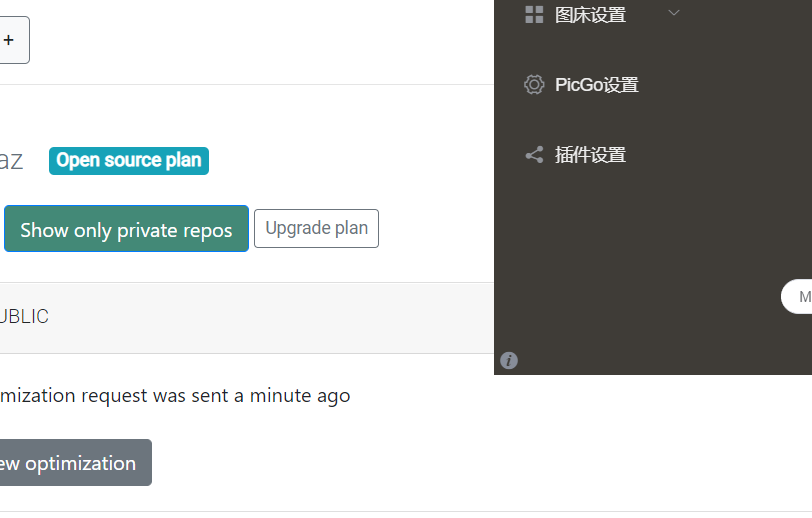 图床设置
+
PicGo设置
az Open source plan
插件设置
Show only private repos Upgrade plan
M
UBLIC
mization request was sent a minute ago
ew optimization